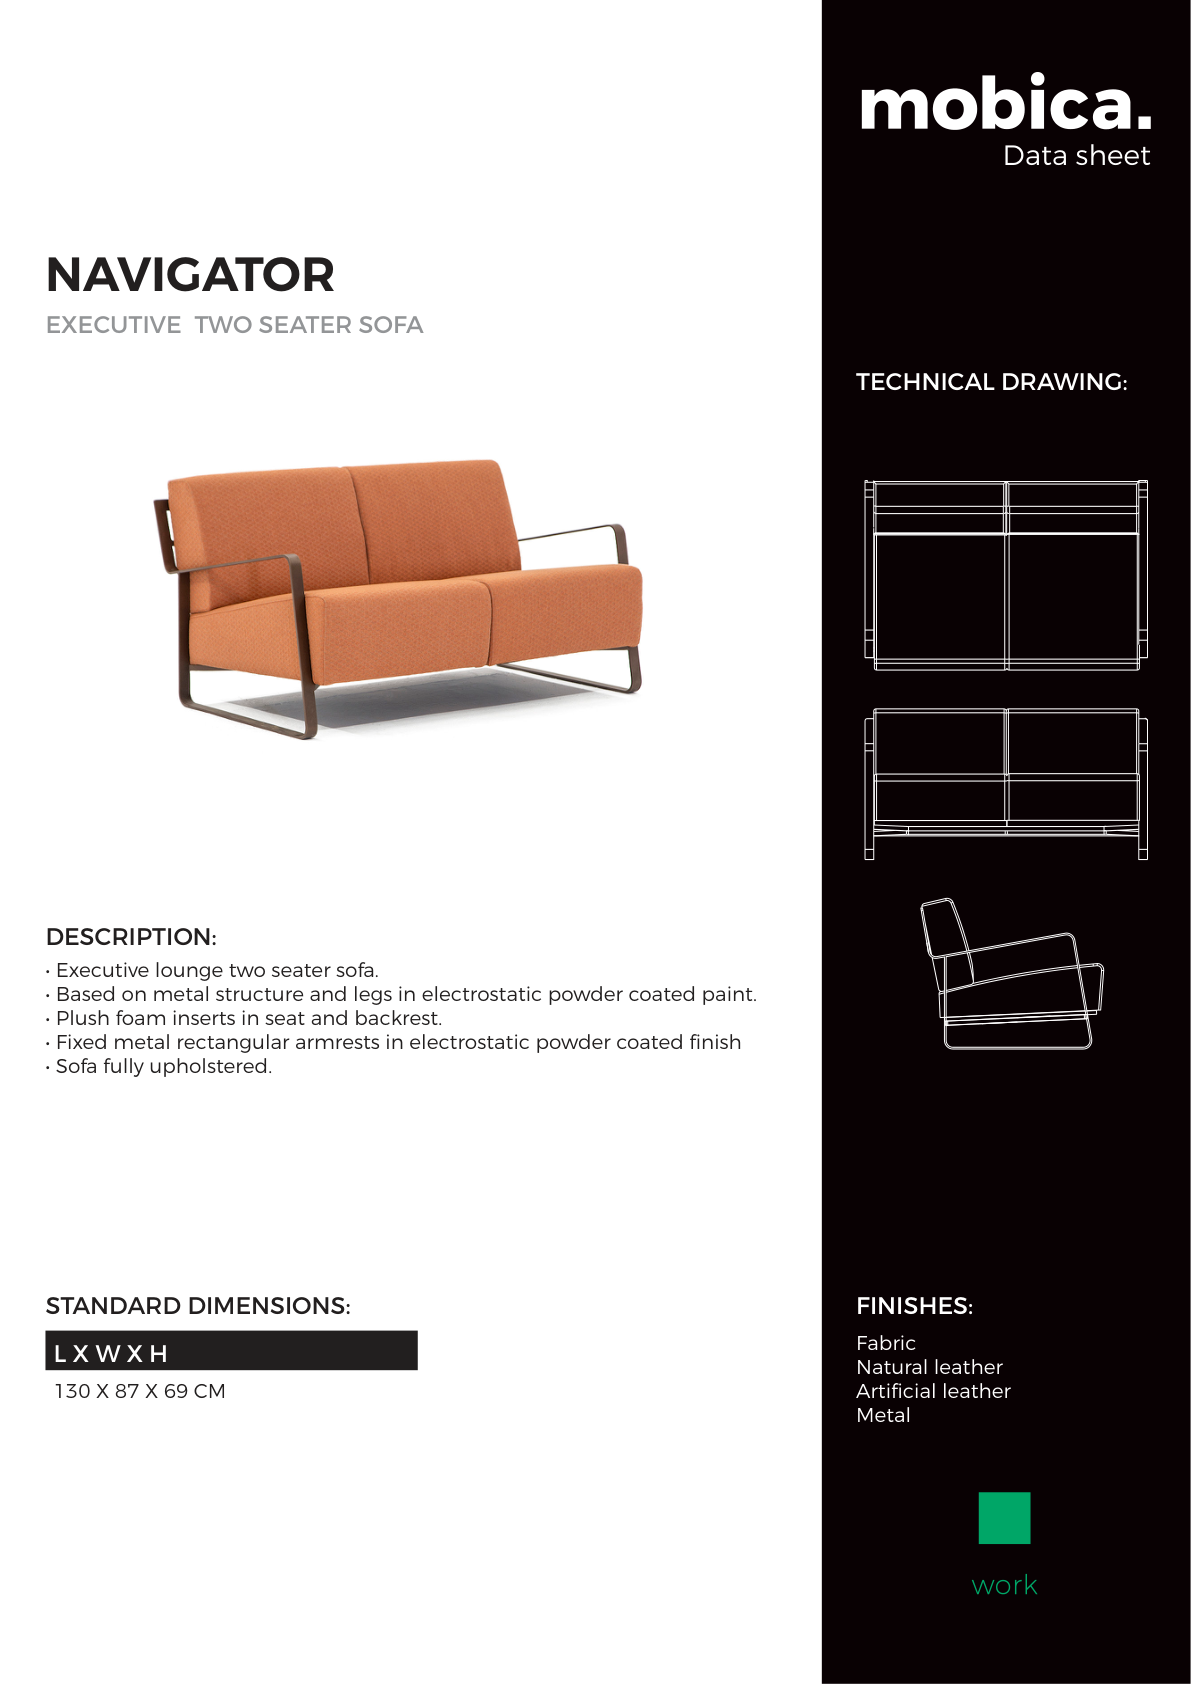 mobica.
Data sheet
NAVIGATOR
EXECUTIVE  TWO SEATER SOFA
TECHNICAL DRAWING:
DESCRIPTION:
• Executive lounge two seater sofa.
• Based on metal structure and legs in electrostatic powder coated paint.
• Plush foam inserts in seat and backrest.
• Fixed metal rectangular armrests in electrostatic powder coated finish
• Sofa fully upholstered.
STANDARD DIMENSIONS:
L X W X H
130 X 87 X 69 CM
FINISHES:
Fabric
Natural leather
Artificial leather
Metal
work